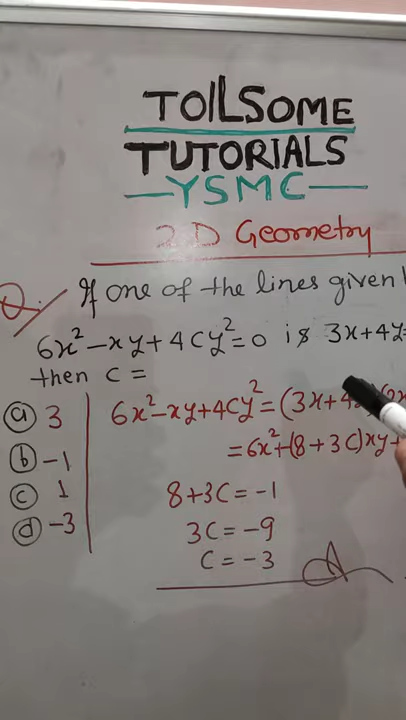 TOILSOME
TUTORIALS
—YSMC—
2D Geometry
Q. If one of the lines given
6x²-xy+4cy²=0 is 3x+4y=
then c =
(a) 3
(b) -1
(c) 1
(d) -3
6x²-xy+4cy²=(3x+4
=6x²+(8+3c)xy+
8+3c=-1
3c=-9
c=-3